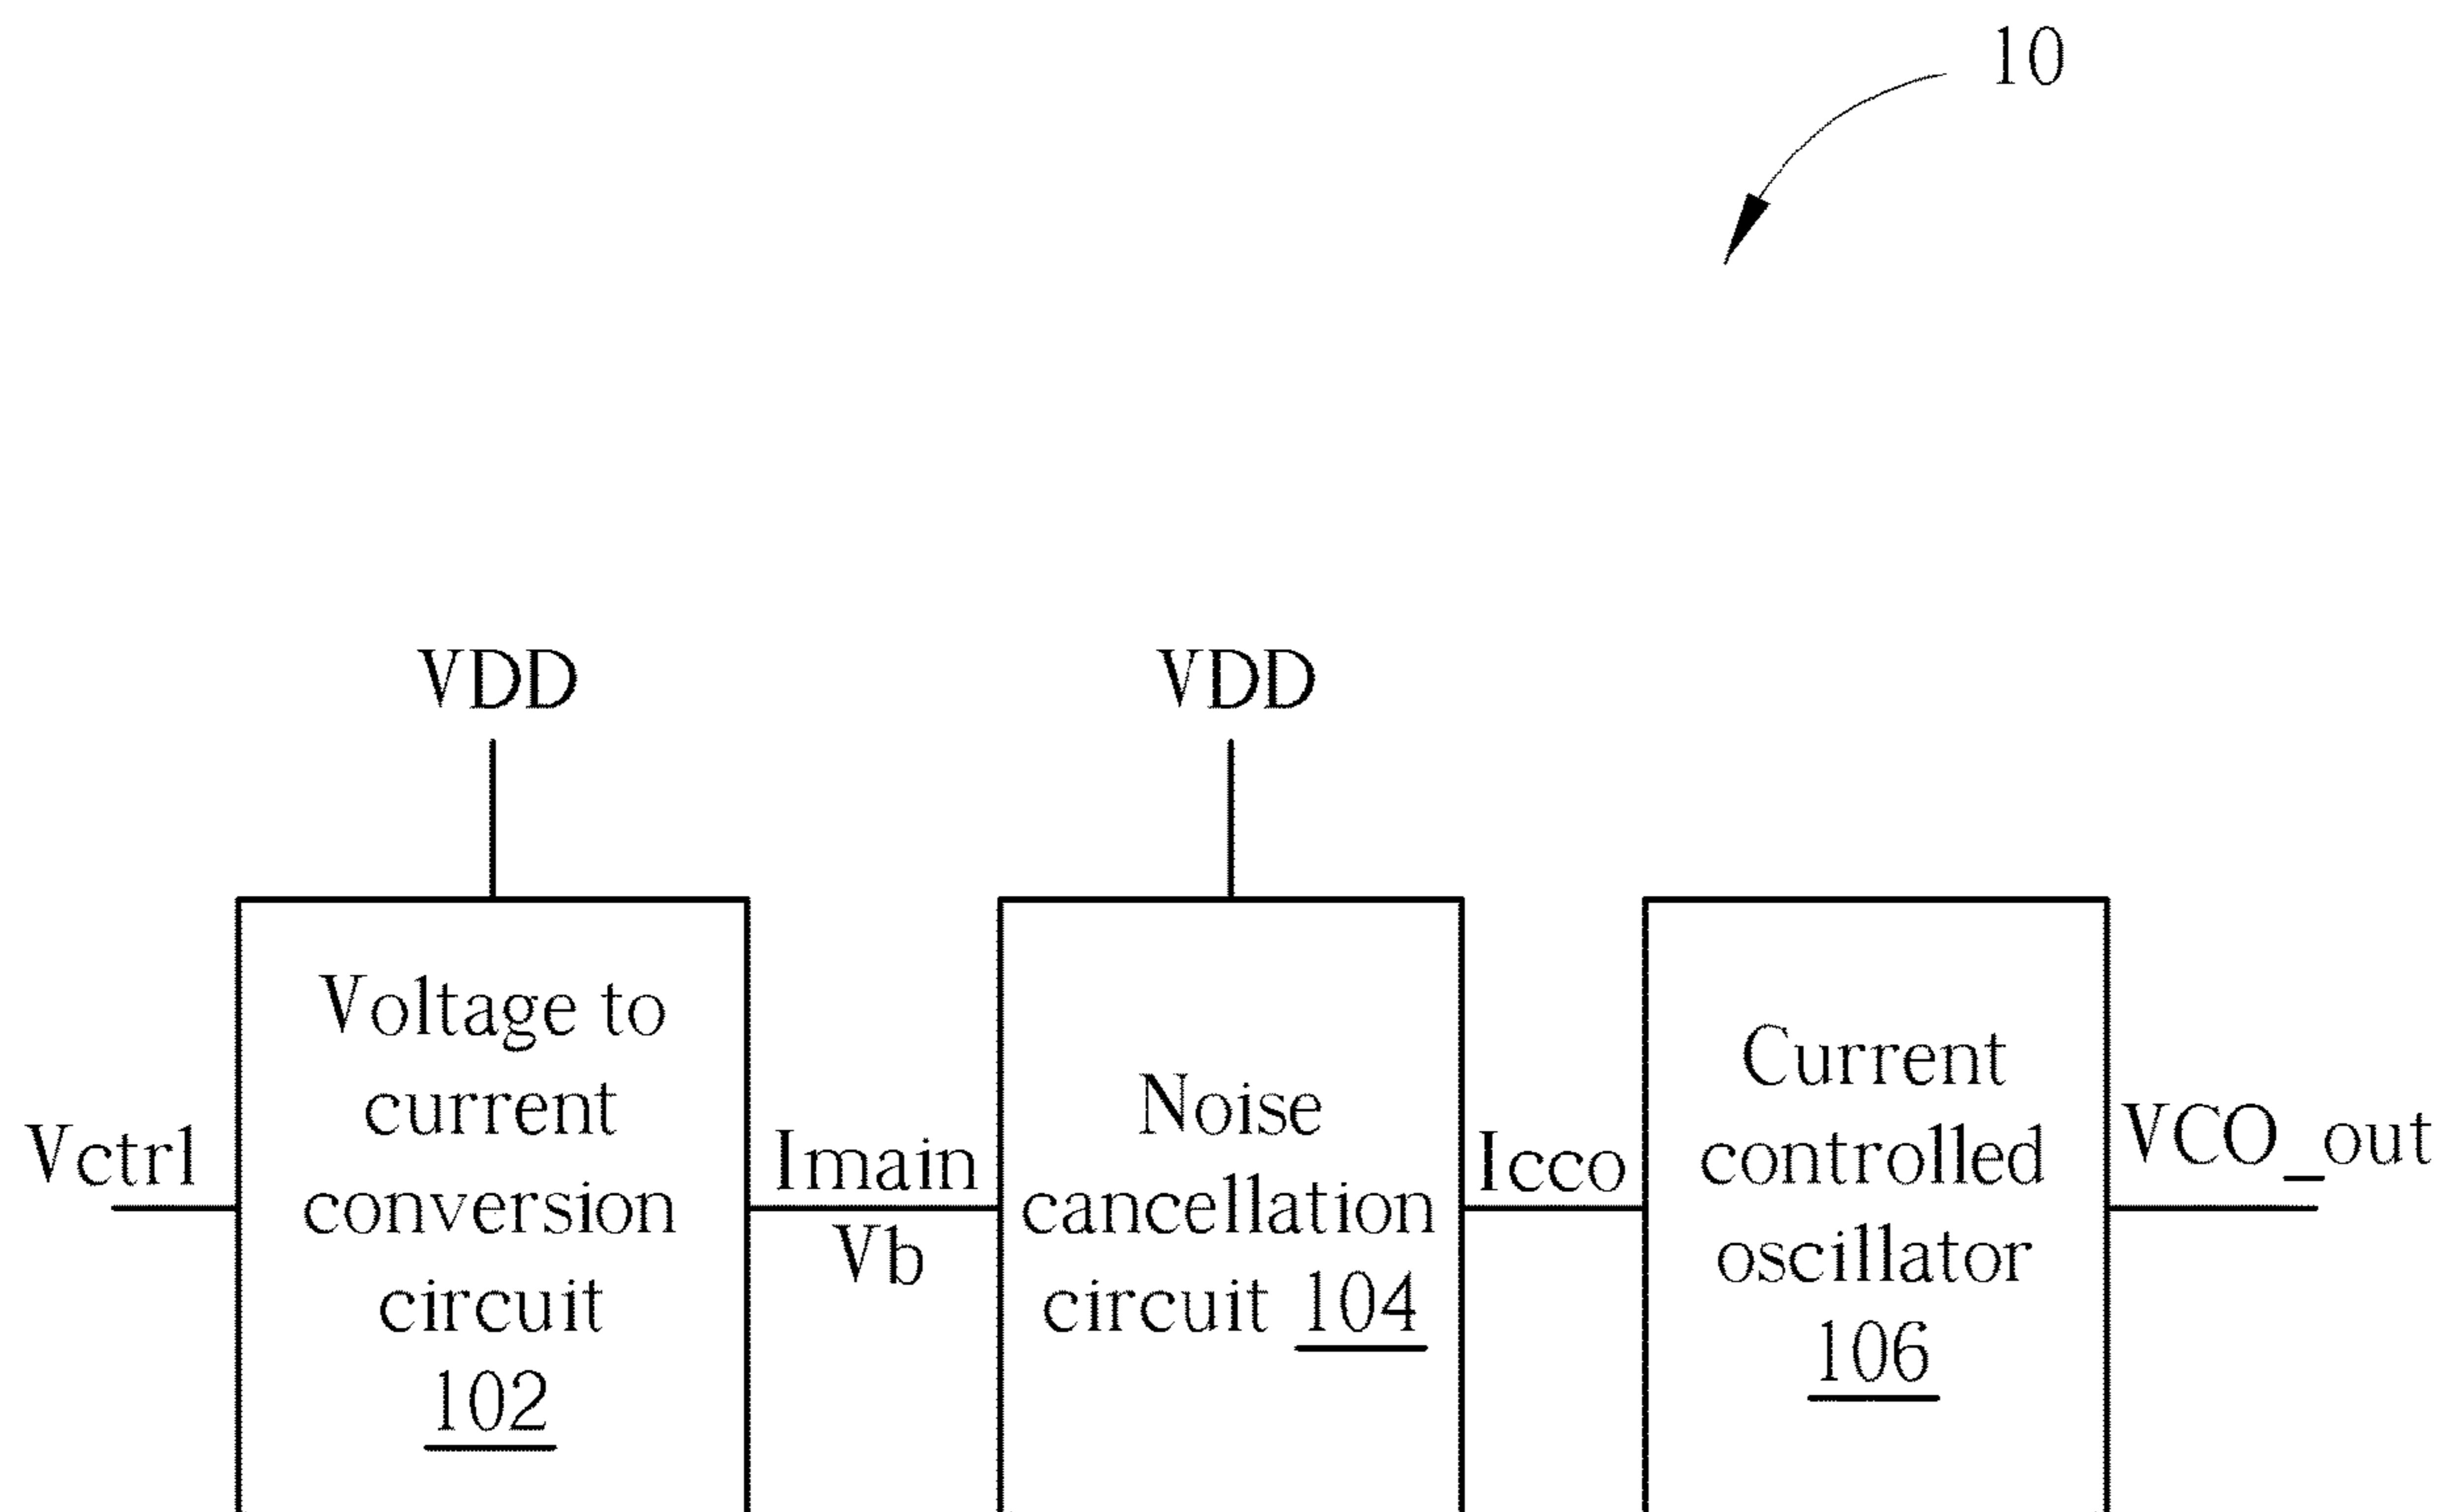 10
VDD
VDD
Vctrl
Voltage to
current
conversion
circuit
102
Imain
Vb
Noise
cancellation
circuit 104
Icco
Current
controlled
oscillator
106
VCO_out